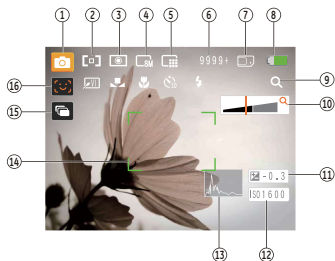 ① ② ③ ④ ⑤ ⑥ ⑦ ⑧
8M 9999+
⑯ ⑨
⑩
⑮
⑭
-0.3 ⑪
ISO1600
⑬ ⑫